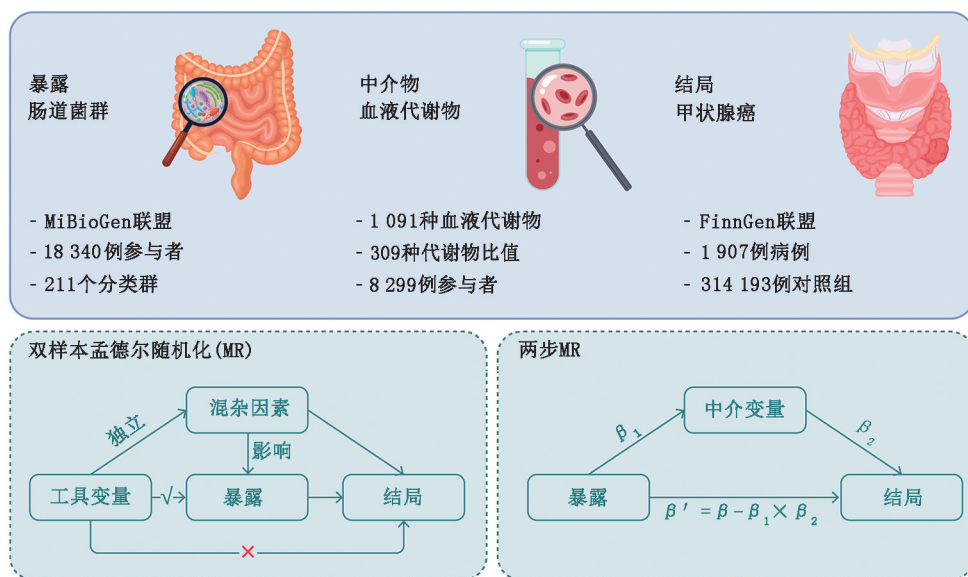 暴露
肠道菌群
- MiBioGen联盟
- 18 340例参与者
- 211个分类群
中介物
血液代谢物
- 1 091种血液代谢物
- 309种代谢物比值
- 8 299例参与者
结局
甲状腺癌
- FinnGen联盟
- 1 907例病例
- 314 193例对照组
双样本孟德尔随机化(MR)
混杂因素
独立
影响
工具变量
√
暴露
结局
×
两步MR
中介变量
β₁
β₂
暴露
β′=β-β₁×β₂
结局